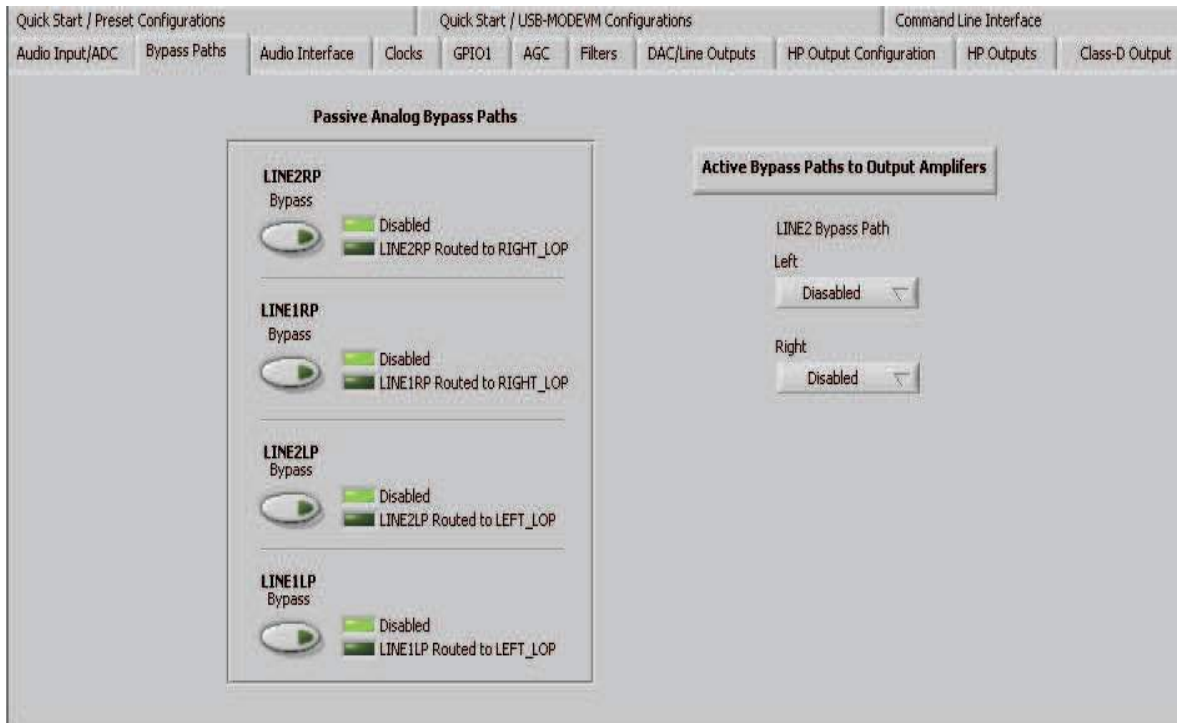 Quick Start / Preset Configurations
Quick Start / USB-MODEVM Configurations
Command Line Interface
Audio Input/ADC
Bypass Paths
Audio Interface
Clocks
GPIO1
AGC
Filters
DAC/Line Outputs
HP Output Configuration
HP Outputs
Class-D Output
Passive Analog Bypass Paths
LINE2RP
Bypass
Disabled
LINE2RP Routed to RIGHT_LOP
LINE1RP
Bypass
Disabled
LINE1RP Routed to RIGHT_LOP
LINE2LP
Bypass
Disabled
LINE2LP Routed to LEFT_LOP
LINE1LP
Bypass
Disabled
LINE1LP Routed to LEFT_LOP
Active Bypass Paths to Output Amplifers
LINE2 Bypass Path
Left
Diasabled
Right
Disabled